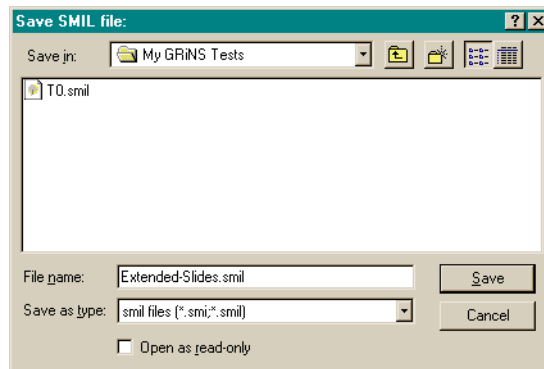 Save SMIL file:
Save in: My GRiNS Tests
T0.smil
File name: Extended-Slides.smil Save
Save as type: smil files (*.smi;*.smil) Cancel
Open as read-only